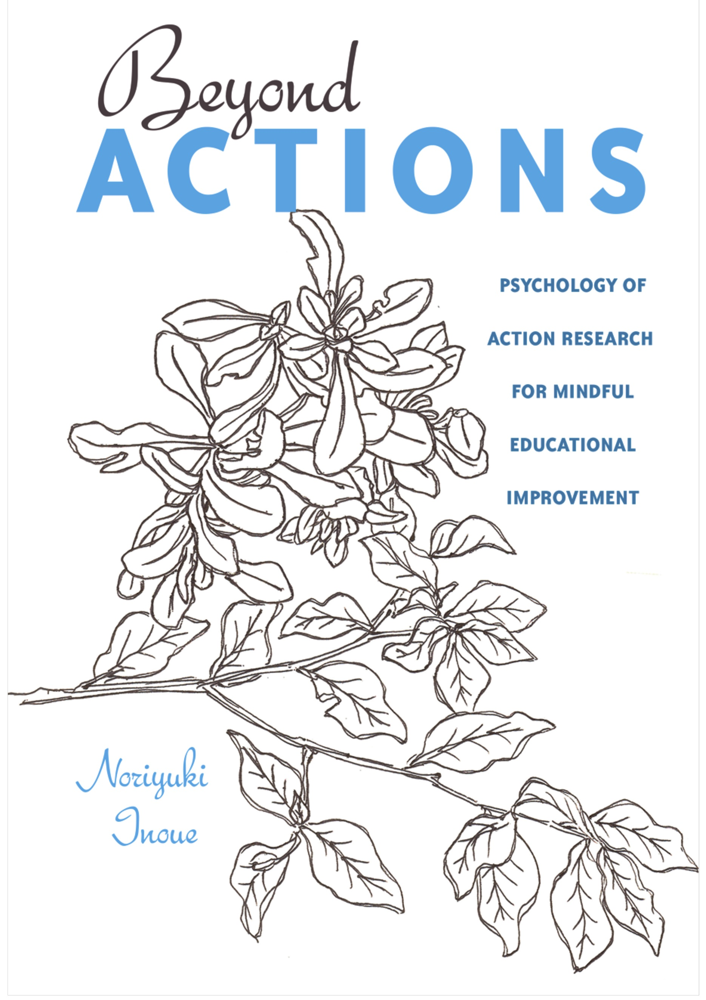 Beyond
ACTIONS
PSYCHOLOGY OF
ACTION RESEARCH
FOR MINDFUL
EDUCATIONAL
IMPROVEMENT
Noriyuki
Inoue